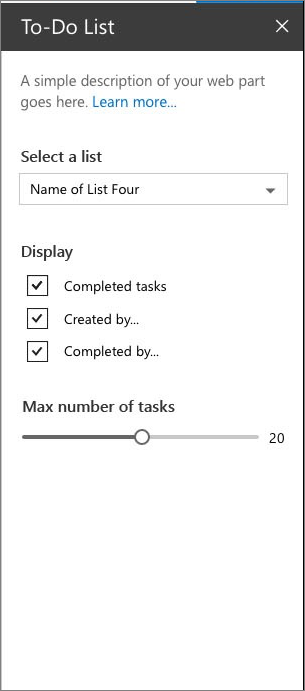 To-Do List
A simple description of your web part
goes here. Learn more...
Select a list
Name of List Four
Display
Completed tasks
Created by...
Completed by...
Max number of tasks
20